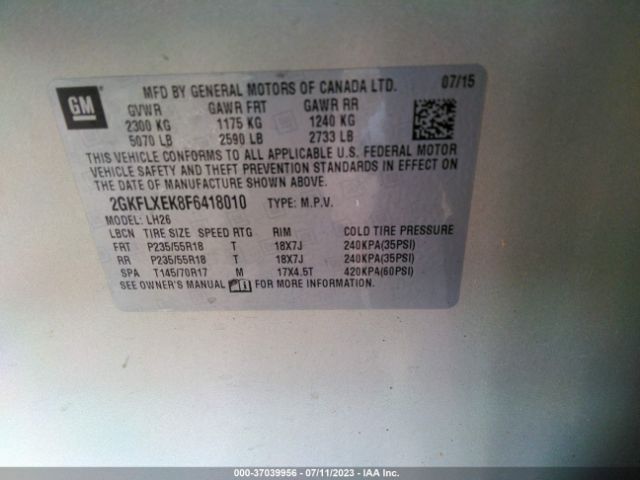 GM
MFD BY GENERAL MOTORS OF CANADA LTD. 07/15
GVWR GAWR FRT GAWR RR
2300 KG 1175 KG 1240 KG
5070 LB 2590 LB 2733 LB
THIS VEHICLE CONFORMS TO ALL APPLICABLE U.S. FEDERAL MOTOR
VEHICLE SAFETY AND THEFT PREVENTION STANDARDS IN EFFECT ON
THE DATE OF MANUFACTURE SHOWN ABOVE.
2GKFLXEK8F6418010 TYPE: M.P.V.
MODEL: LH26
LBCN TIRE SIZE SPEED RTG RIM COLD TIRE PRESSURE
FRT P235/55R18 T 18X7J 240KPA(35PSI)
RR P235/55R18 T 18X7J 240KPA(35PSI)
SPA T145/70R17 M 17X4.5T 420KPA(60PSI)
SEE OWNER'S MANUAL FOR MORE INFORMATION.
000-37039956 - 07/11/2023 - IAA Inc.